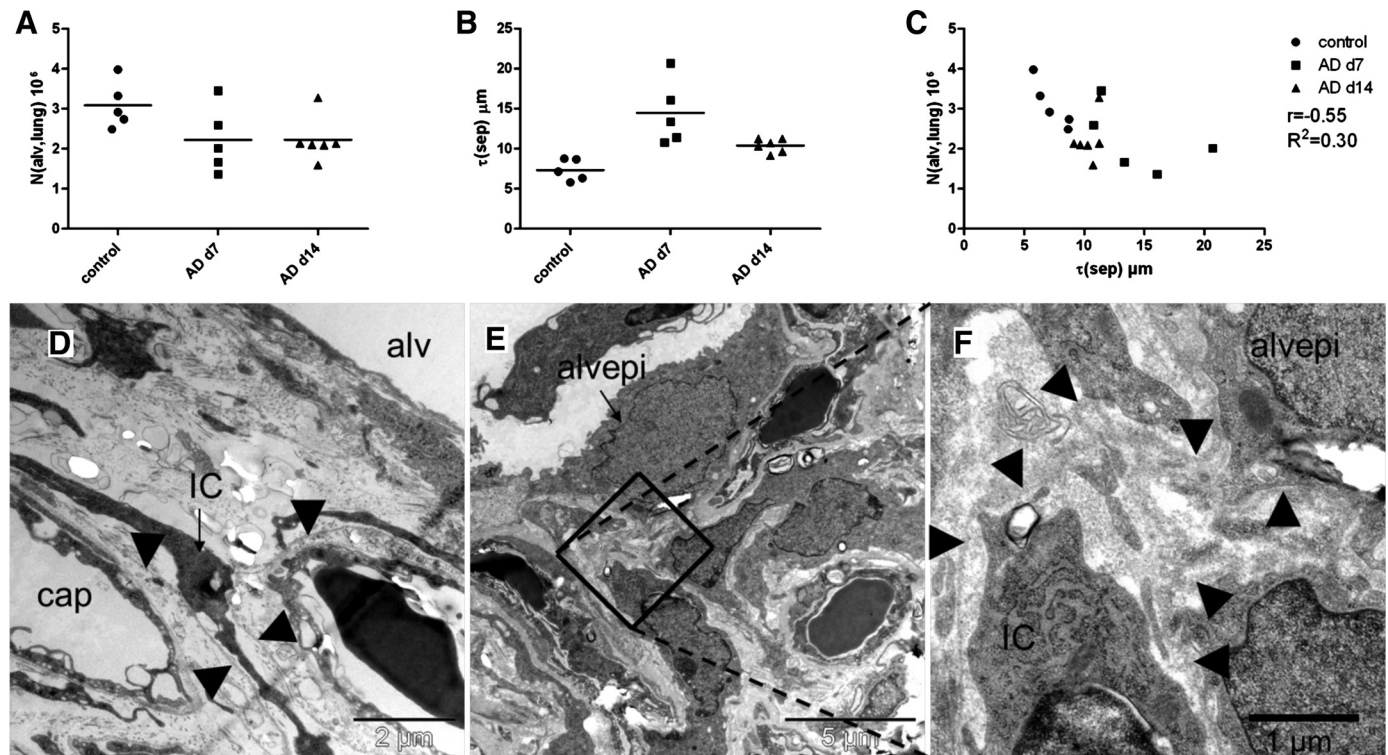 A
N(alv,lung) 10⁶
5
4
3
2
1
0
control
AD d7
AD d14
B
τ(sep) µm
25
20
15
10
5
0
control
AD d7
AD d14
C
N(alv,lung) 10⁶
5
4
3
2
1
0
0 5 10 15 20 25
τ(sep) µm
control
AD d7
AD d14
r=-0.55
R²=0.30
D
alv
IC
cap
2 µm
E
alvepi
5 µm
F
alvepi
IC
1 µm